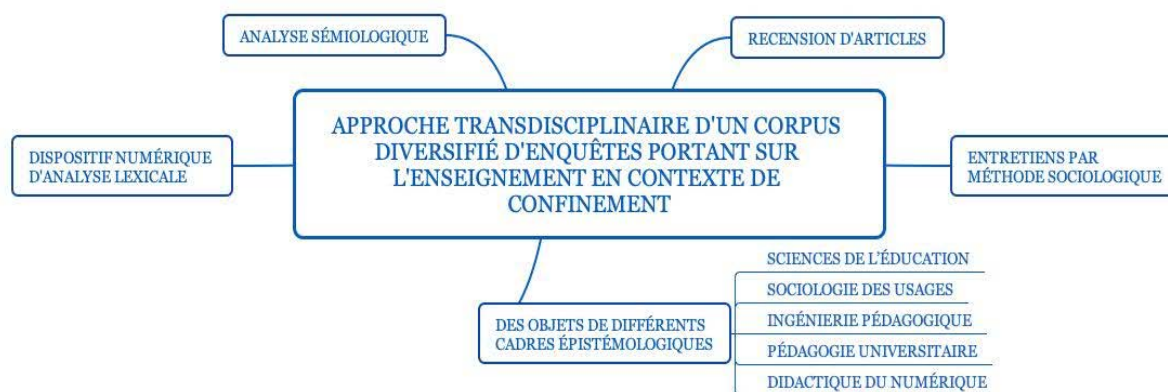 ANALYSE SÉMIOLOGIQUE
RECENSION D'ARTICLES
APPROCHE TRANSDISCIPLINAIRE D'UN CORPUS
DIVERSIFIÉ D'ENQUÊTES PORTANT SUR
L'ENSEIGNEMENT EN CONTEXTE DE
CONFINEMENT
DISPOSITIF NUMÉRIQUE
D'ANALYSE LEXICALE
ENTRETIENS PAR
MÉTHODE SOCIOLOGIQUE
DES OBJETS DE DIFFÉRENTS
CADRES ÉPISTÉMOLOGIQUES
SCIENCES DE L'ÉDUCATION
SOCIOLOGIE DES USAGES
INGÉNIERIE PÉDAGOGIQUE
PÉDAGOGIE UNIVERSITAIRE
DIDACTIQUE DU NUMÉRIQUE